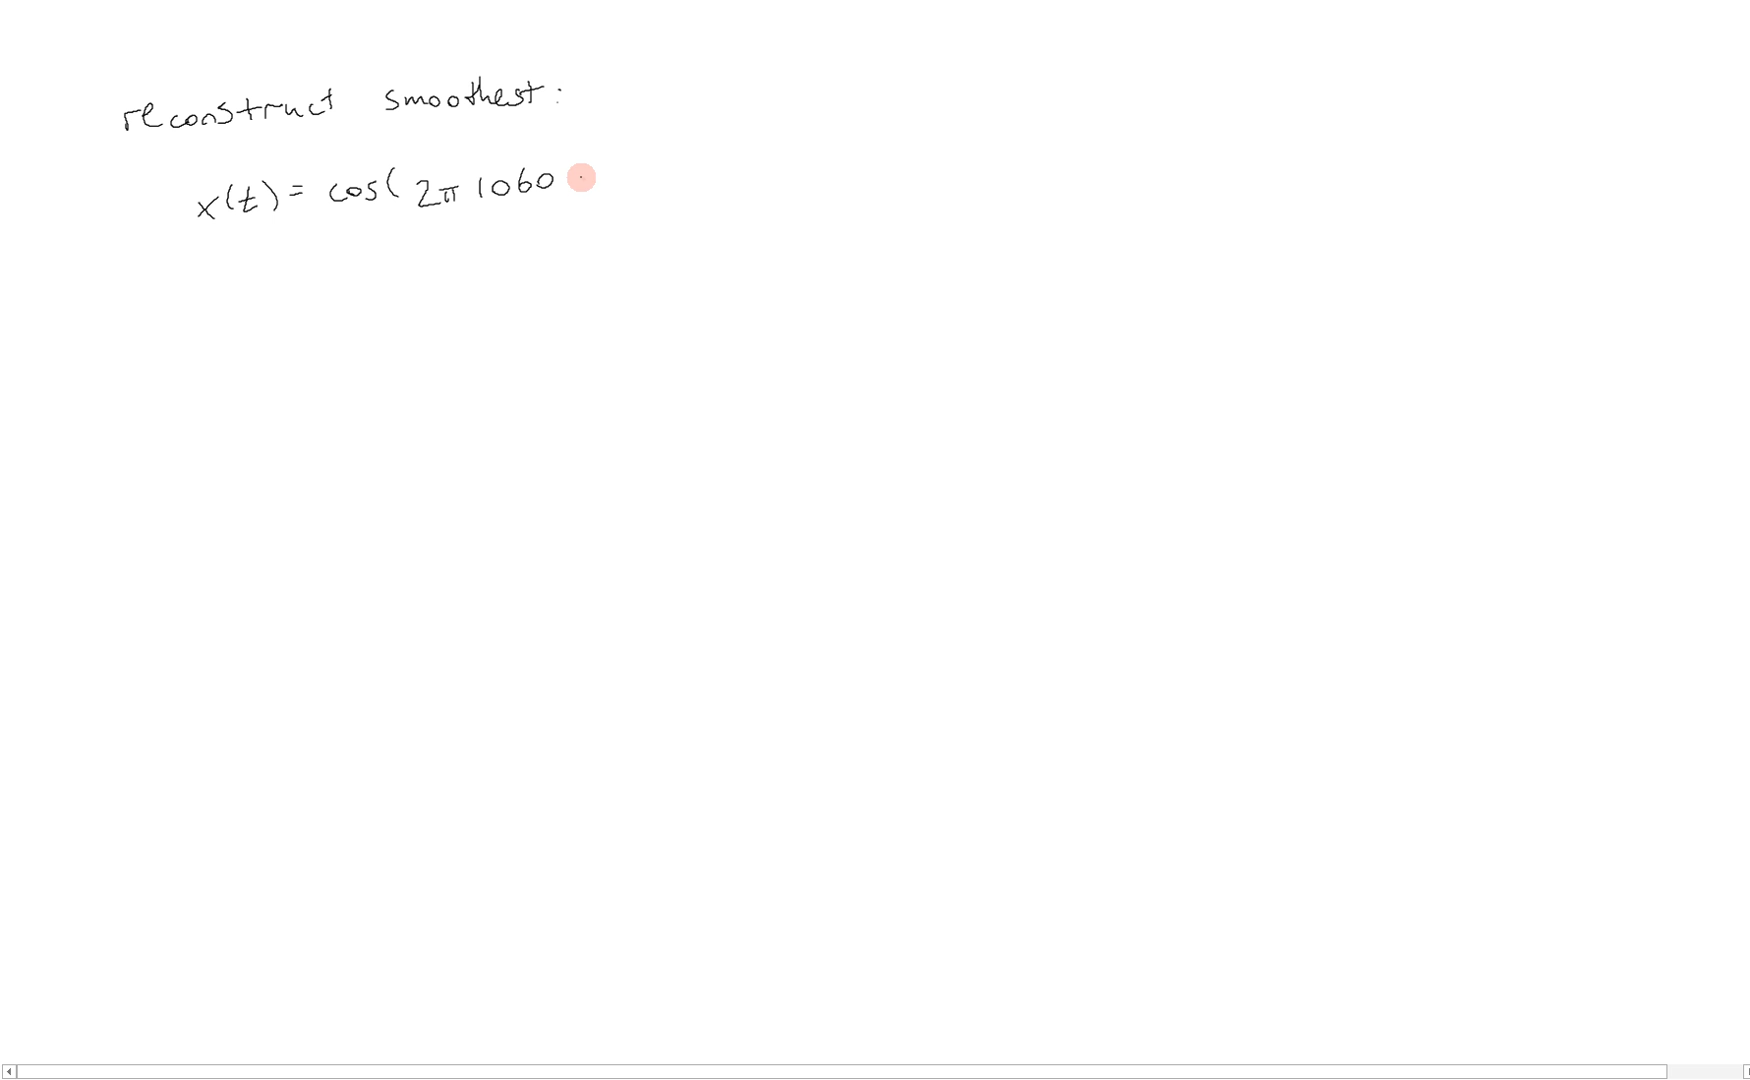 reconstruct smoothest:
x(t) = cos( 2π 1060